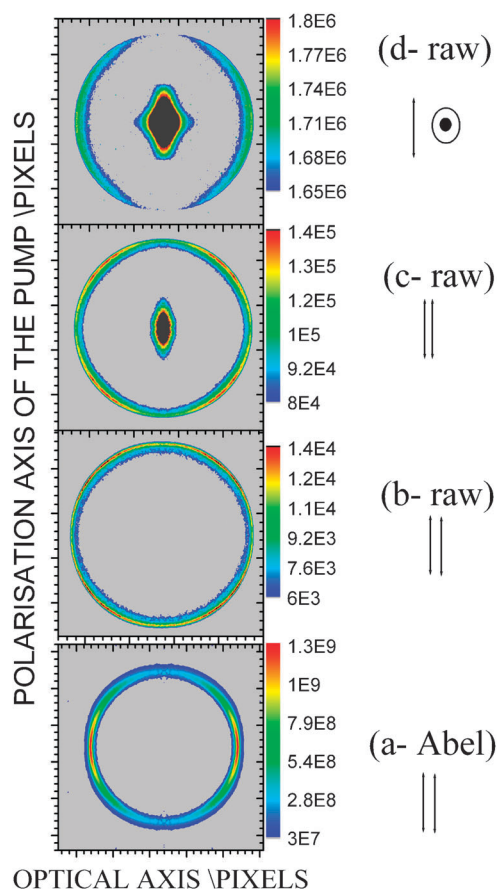 POLARISATION AXIS OF THE PUMP \PIXELS
1.8E6
1.77E6
1.74E6
1.71E6
1.68E6
1.65E6
(d- raw)
1.4E5
1.2E5
1E5
9.2E4
8E4
(c- raw)
1.4E4
1.2E4
1.1E4
9.2E3
7.6E3
6E3
(b- raw)
1.3E9
1E9
7.9E8
5.4E8
2.8E8
3E7
(a- Abel)
OPTICAL AXIS \PIXELS